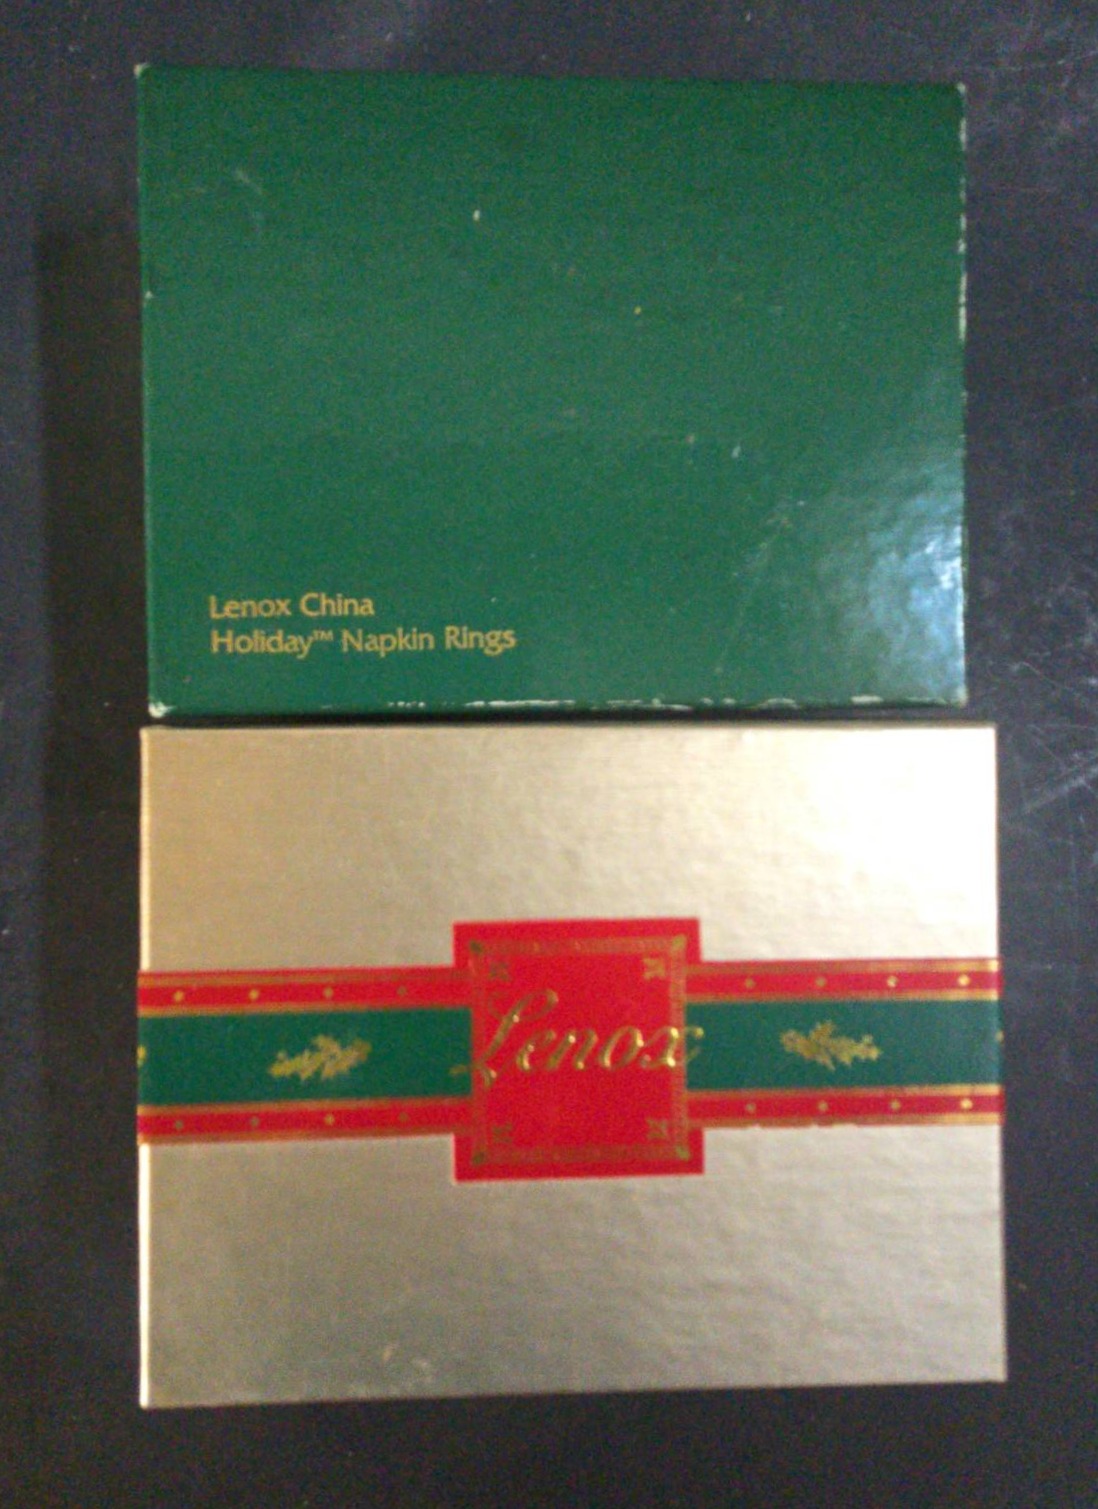 Lenox China
Holiday™ Napkin Rings
Lenox